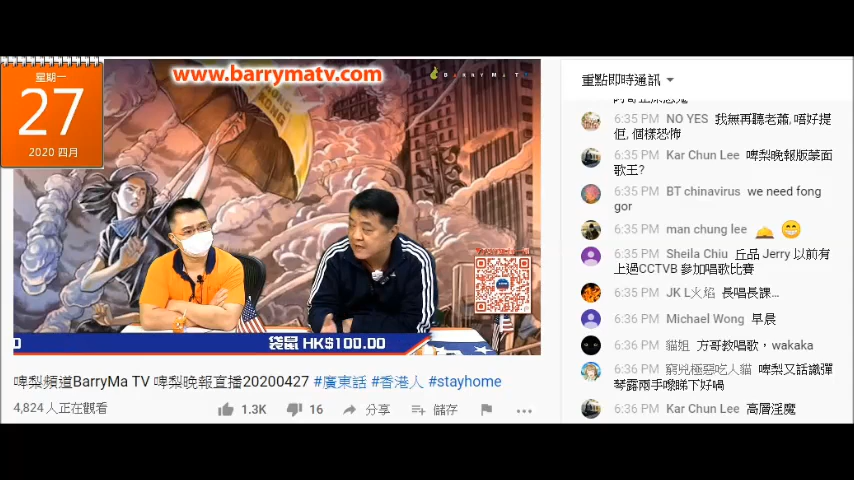 星期一
27
2020 四月
www.barrymatv.com
BARRYMATV
HONG
KONG
袋鼠 HK$100.00
啤梨頻道BarryMa TV 啤梨晚報直播20200427 #廣東話 #香港人 #stayhome
4,824 人正在觀看
1.3K
16
分享
儲存
重點即時通訊
6:35 PM NO YES 我無再聽老蕭, 唔好提
佢, 個樣恐怖
6:35 PM Kar Chun Lee 啤梨晚報版蒙面
歌王?
6:35 PM BT chinavirus we need fong
gor
6:35 PM man chung lee
6:35 PM Sheila Chiu 丘品 Jerry 以前有
上過CCTVB 參加唱歌比賽
6:35 PM JK L火焰 長唱長課...
6:36 PM Michael Wong 早晨
6:36 PM 貓姐 方哥教唱歌，wakaka
6:36 PM 窮兇極惡吃人貓 啤梨又話識彈
琴露兩手嚟睇下好喎
6:36 PM Kar Chun Lee 高層淫魔